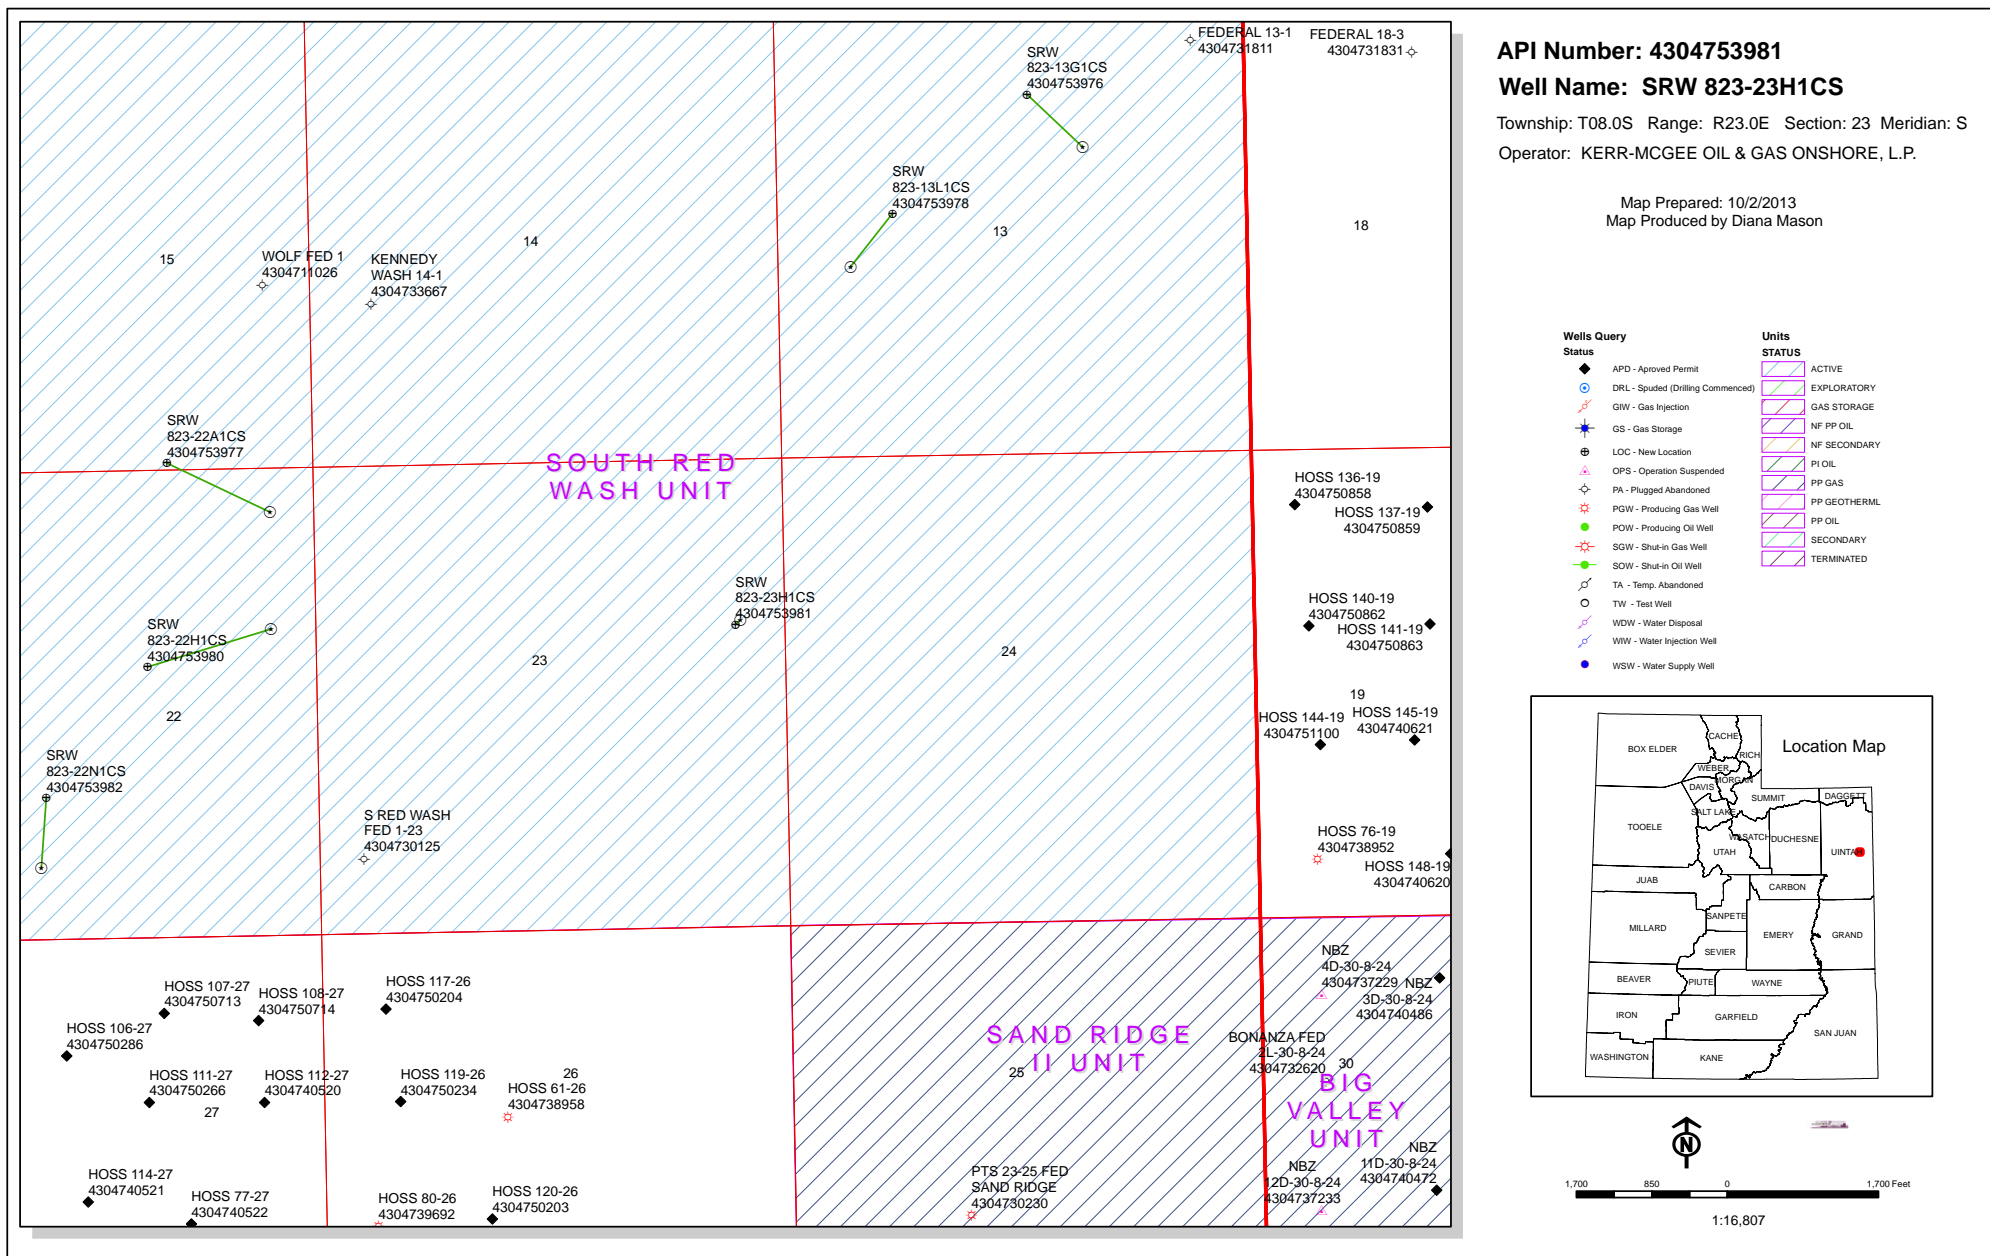 API Number: 4304753981
Well Name: SRW 823-23H1CS
Township: T08.0S Range: R23.0E Section: 23 Meridian: S
Operator: KERR-MCGEE OIL & GAS ONSHORE, L.P.
Map Prepared: 10/2/2013
Map Produced by Diana Mason
FEDERAL 13-1
4304731811
FEDERAL 18-3
4304731831
SRW
823-13G1CS
4304753976
SRW
823-13L1CS
4304753978
15
14
13
18
WOLF FED 1
4304711026
KENNEDY
WASH 14-1
4304733667
SRW
823-22A1CS
4304753977
SOUTH RED
WASH UNIT
HOSS 136-19
4304750858
HOSS 137-19
4304750859
SRW
823-23H1CS
4304753981
HOSS 140-19
4304750862
HOSS 141-19
4304750863
SRW
823-22H1CS
4304753980
23
24
22
19
HOSS 144-19
4304751100
HOSS 145-19
4304740621
SRW
823-22N1CS
4304753982
S RED WASH
FED 1-23
4304730125
HOSS 76-19
4304738952
HOSS 148-19
4304740620
HOSS 107-27
4304750713
HOSS 108-27
4304750714
HOSS 117-26
4304750204
HOSS 106-27
4304750286
HOSS 111-27
4304750266
27
HOSS 112-27
4304740520
HOSS 119-26
4304750234
26
HOSS 61-26
4304738958
HOSS 114-27
4304740521
HOSS 77-27
4304740522
HOSS 80-26
4304739692
HOSS 120-26
4304750203
SAND RIDGE
II UNIT
25
PTS 23-25 FED
SAND RIDGE
4304730230
NBZ
4D-30-8-24
4304737229
NBZ
3D-30-8-24
4304740486
BONANZA FED
2L-30-8-24
4304732620
30
BIG
VALLEY
UNIT
NBZ
12D-30-8-24
4304737233
NBZ
11D-30-8-24
4304740472
Wells Query
Status
APD - Aproved Permit
DRL - Spuded (Drilling Commenced)
GIW - Gas Injection
GS - Gas Storage
LOC - New Location
OPS - Operation Suspended
PA - Plugged Abandoned
PGW - Producing Gas Well
POW - Producing Oil Well
SGW - Shut-in Gas Well
SOW - Shut-in Oil Well
TA - Temp. Abandoned
TW - Test Well
WDW - Water Disposal
WIW - Water Injection Well
WSW - Water Supply Well
Units
STATUS
ACTIVE
EXPLORATORY
GAS STORAGE
NF PP OIL
NF SECONDARY
PI OIL
PP GAS
PP GEOTHERML
PP OIL
SECONDARY
TERMINATED
Location Map
BOX ELDER
CACHE
RICH
WEBER
MORGAN
DAVIS
SUMMIT
DAGGETT
SALT LAKE
TOOELE
WASATCH
DUCHESNE
UTAH
UINTAH
JUAB
CARBON
SANPETE
MILLARD
EMERY
GRAND
SEVIER
BEAVER
PIUTE
WAYNE
IRON
GARFIELD
SAN JUAN
WASHINGTON
KANE
N
1,700 850 0 1,700 Feet
1:16,807